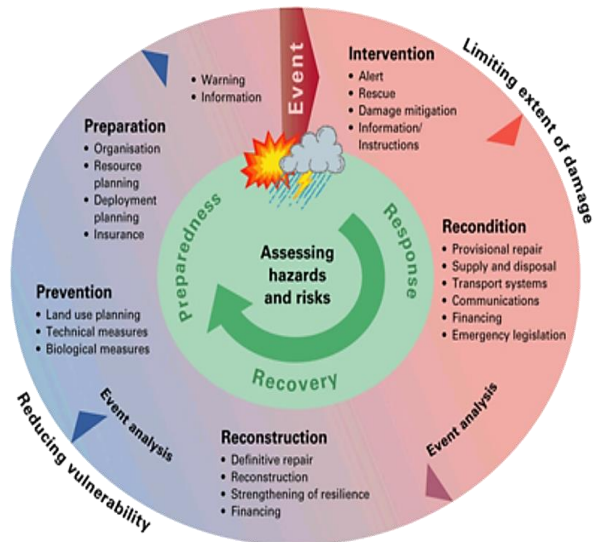 Event
Intervention
• Alert
• Rescue
• Damage mitigation
• Information/
Instructions
Limiting extent of damage
Recondition
• Provisional repair
• Supply and disposal
• Transport systems
• Communications
• Financing
• Emergency legislation
Event analysis
Reconstruction
• Definitive repair
• Reconstruction
• Strengthening of resilience
• Financing
Event analysis
Reducing vulnerability
Prevention
• Land use planning
• Technical measures
• Biological measures
Preparation
• Organisation
• Resource
planning
• Deployment
planning
• Insurance
• Warning
• Information
Preparedness
Response
Recovery
Assessing
hazards
and risks